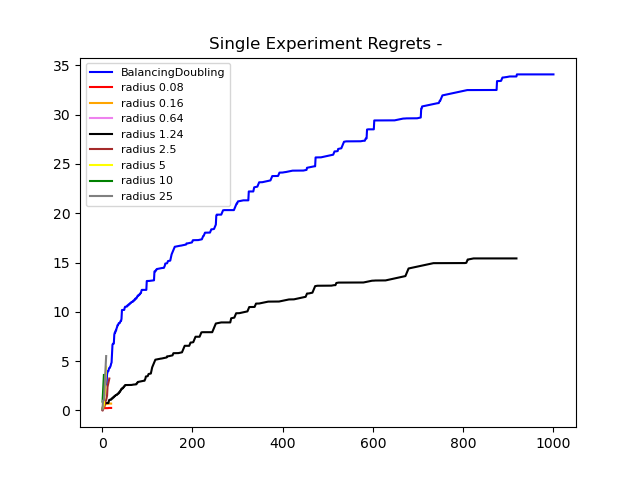 Single Experiment Regrets -
35
30
25
20
15
10
5
0
BalancingDoubling
radius 0.08
radius 0.16
radius 0.64
radius 1.24
radius 2.5
radius 5
radius 10
radius 25
0 200 400 600 800 1000